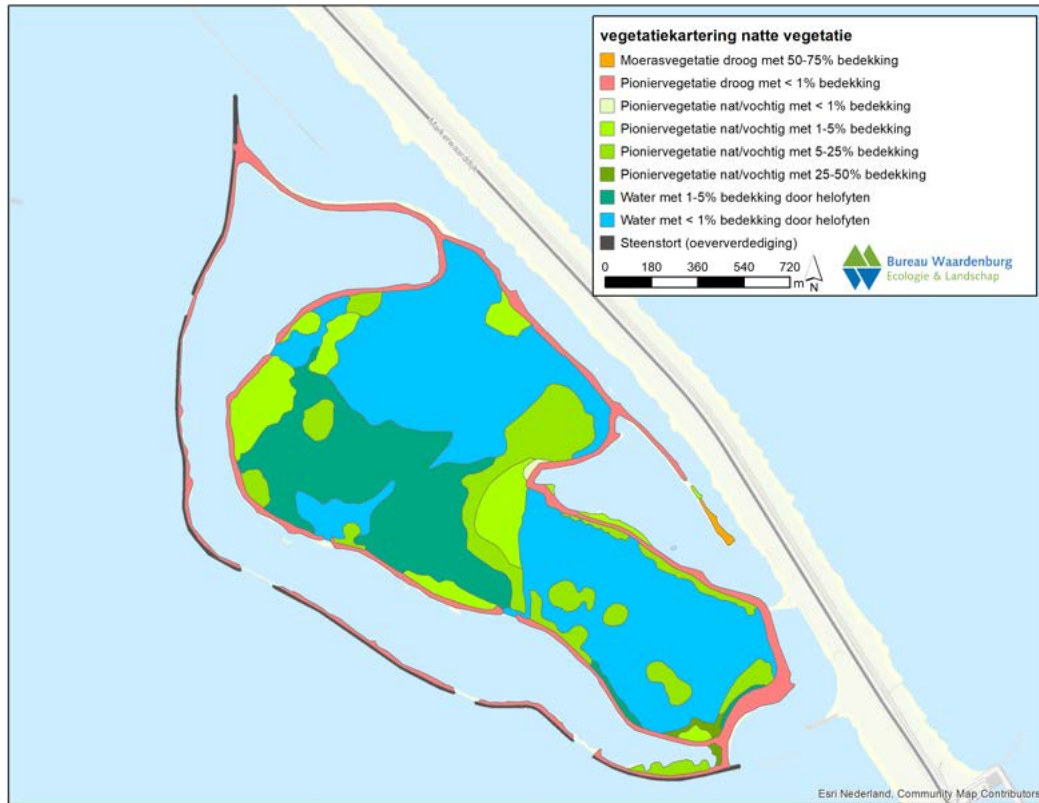 vegetatiekartering natte vegetatie
Moerasvegetatie droog met 50-75% bedekking
Pioniervegetatie droog met < 1% bedekking
Pioniervegetatie nat/vochtig met < 1% bedekking
Pioniervegetatie nat/vochtig met 1-5% bedekking
Pioniervegetatie nat/vochtig met 5-25% bedekking
Pioniervegetatie nat/vochtig met 25-50% bedekking
Water met 1-5% bedekking door helofyten
Water met < 1% bedekking door helofyten
Steenstort (oeververdediging)
0 180 360 540 720
m
N
Bureau Waardenburg
Ecologie & Landschap
Markerwaarddijk
Esri Nederland, Community Map Contributors